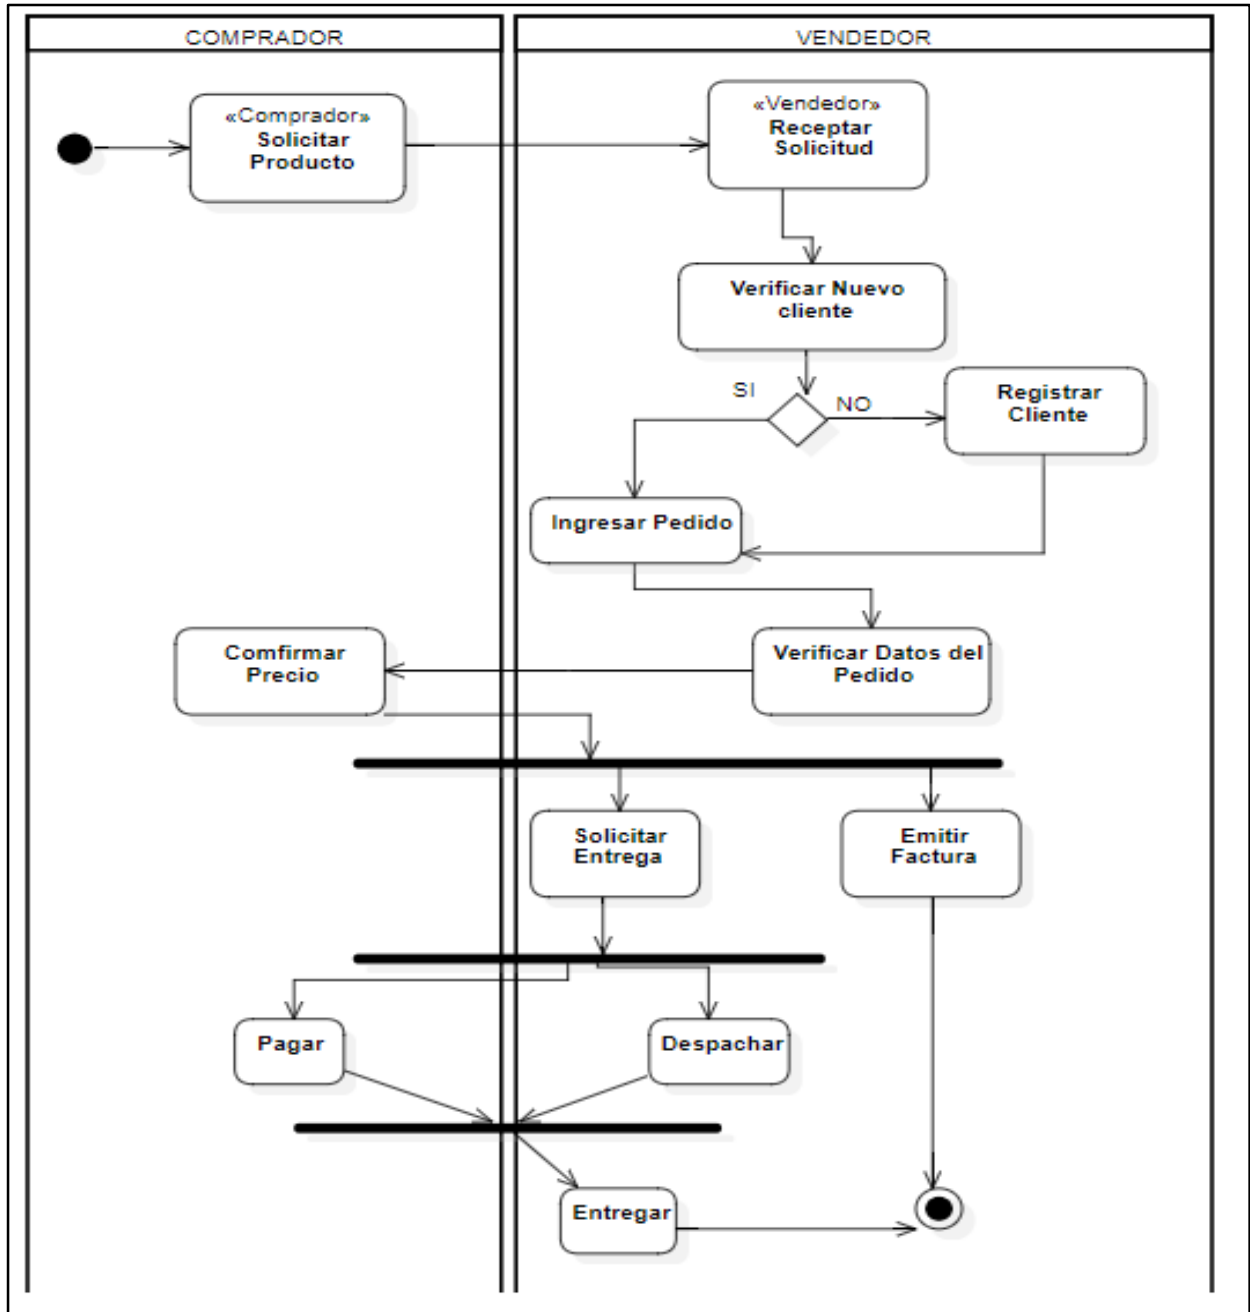 COMPRADOR
VENDEDOR
«Comprador»
Solicitar
Producto
«Vendedor»
Receptar
Solicitud
Verificar Nuevo
cliente
SI
NO
Registrar
Cliente
Ingresar Pedido
Comfirmar
Precio
Verificar Datos del
Pedido
Solicitar
Entrega
Emitir
Factura
Pagar
Despachar
Entregar